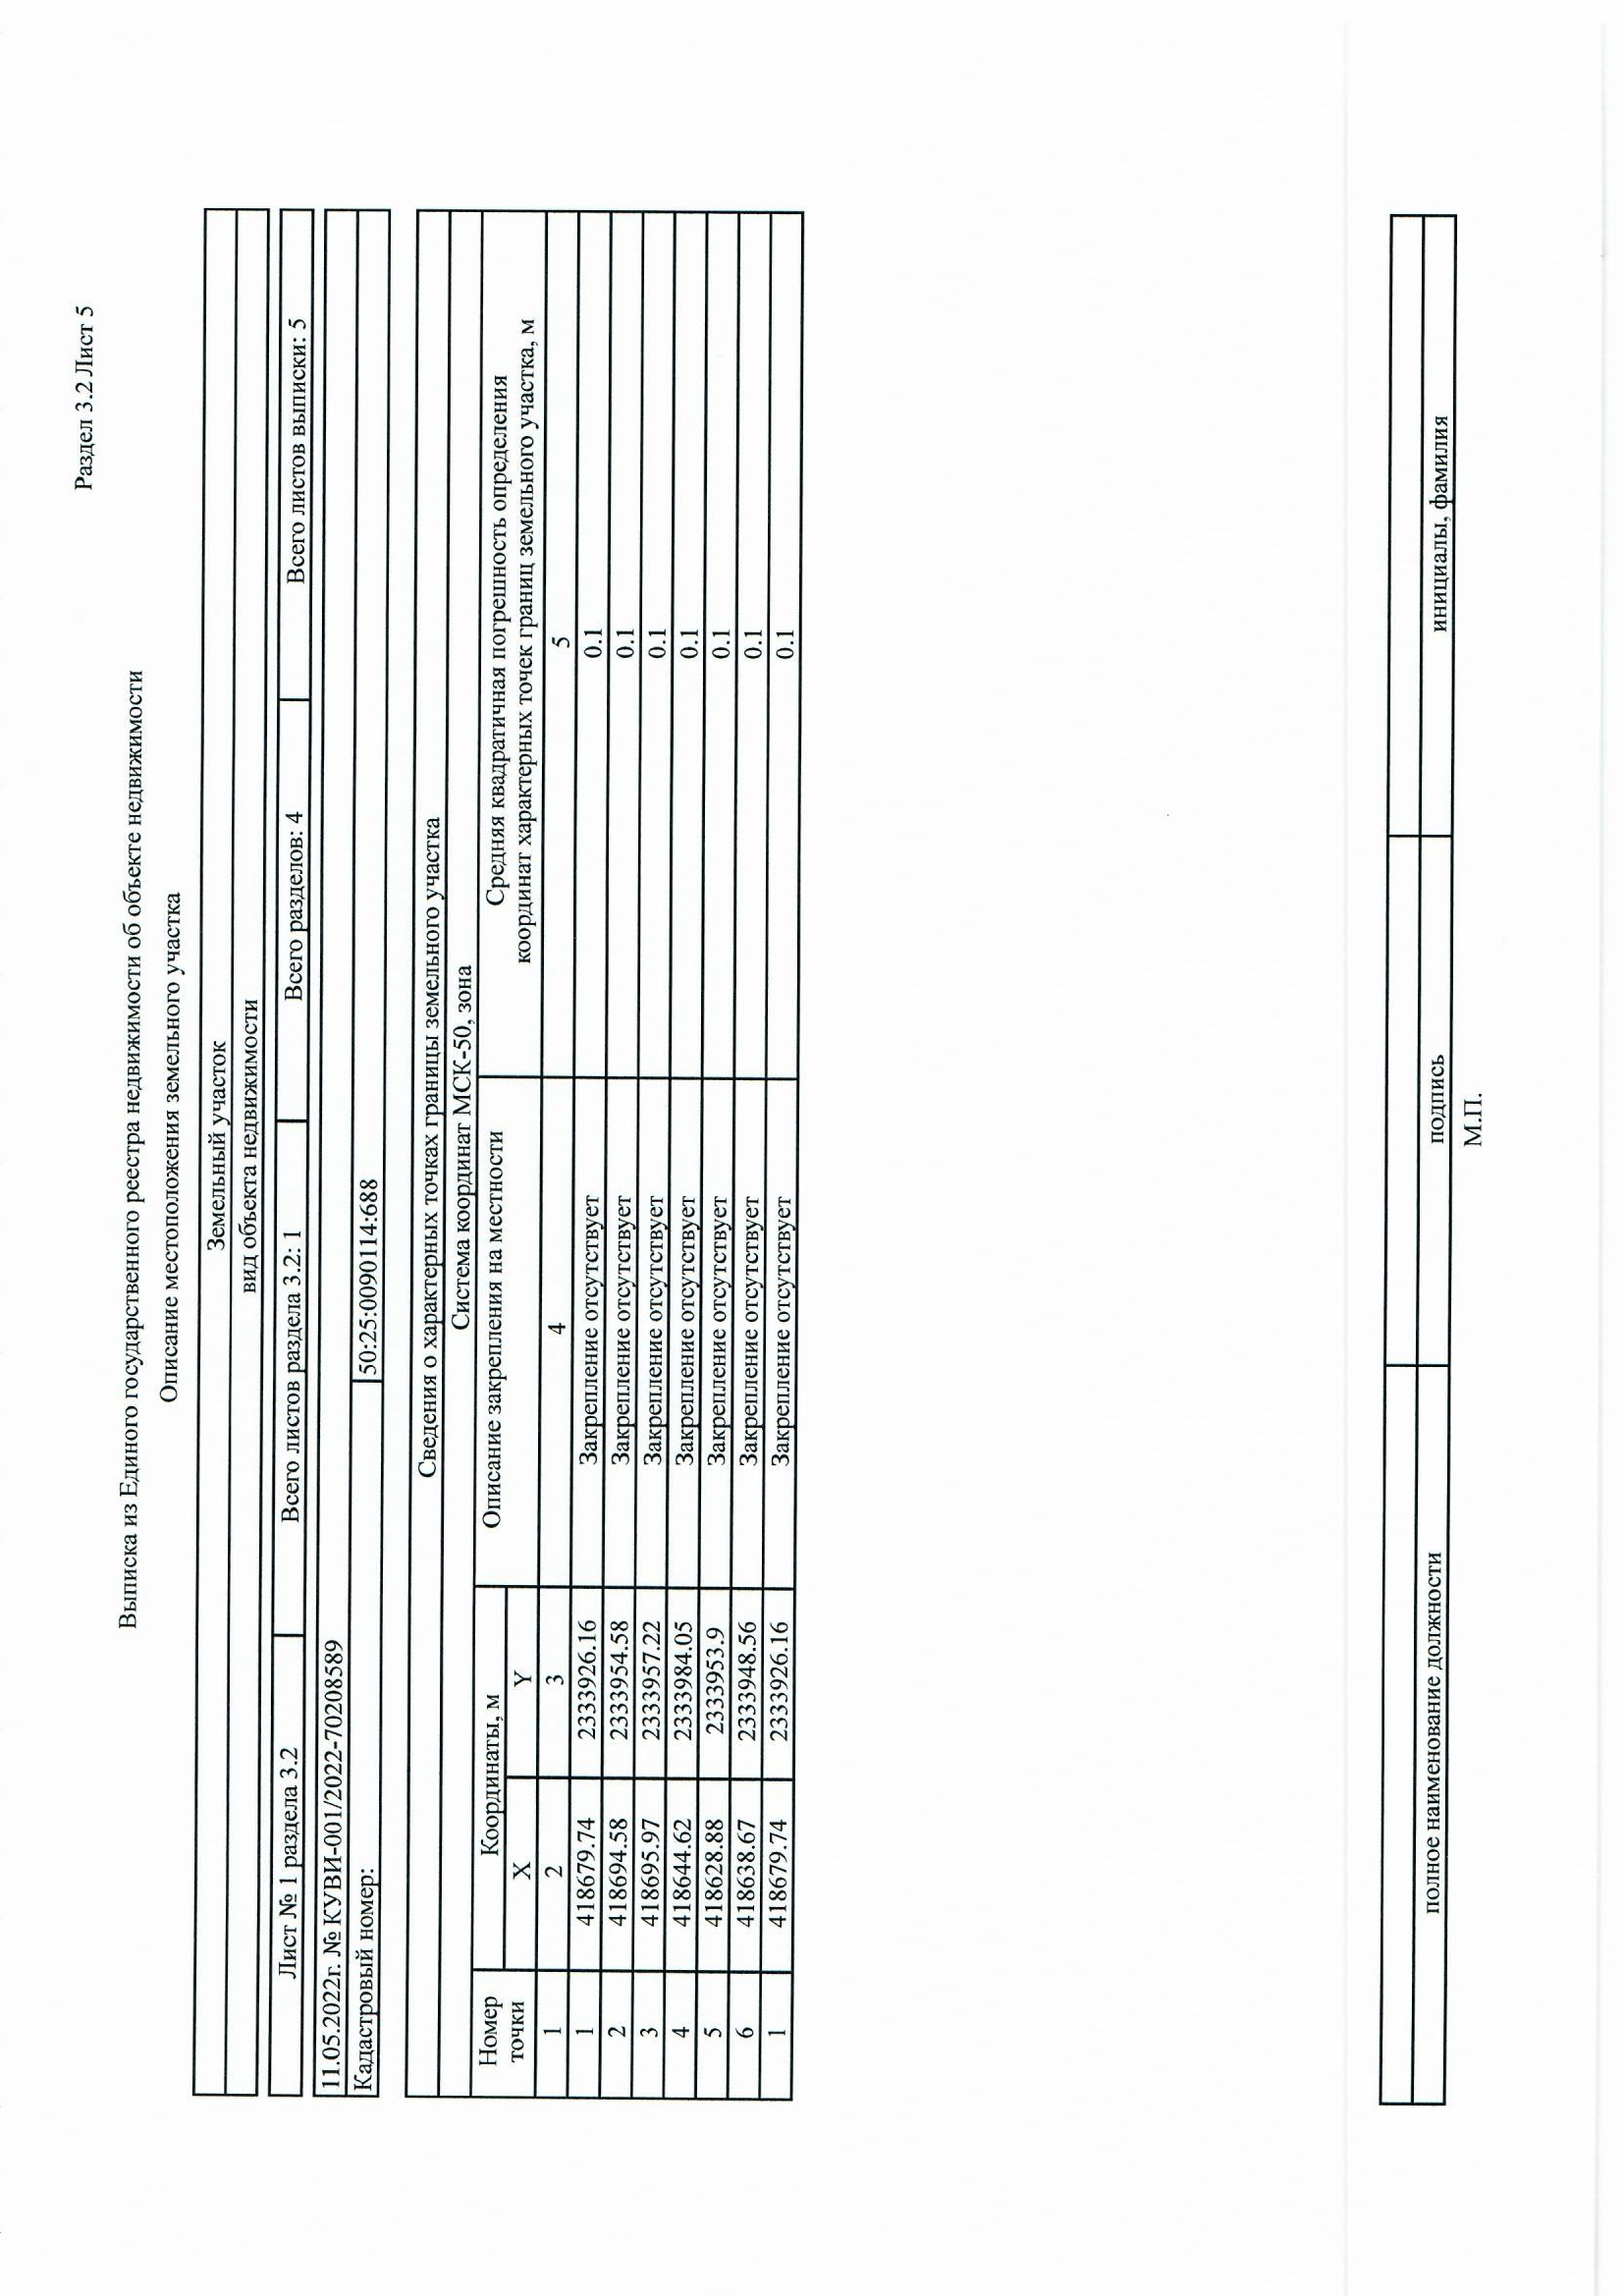 Раздел 3.2 Лист 5
Выписка из Единого государственного реестра недвижимости об объекте недвижимости
Описание местоположения земельного участка
Земельный участок
вид объекта недвижимости
Лист № 1 раздела 3.2 Всего листов раздела 3.2: 1 Всего разделов: 4 Всего листов выписки: 5
11.05.2022г. № КУВИ-001/2022-70208589
Кадастровый номер: 50:25:0090114:688
Сведения о характерных точках границы земельного участка
Система координат МСК-50, зона
Номер точки Координаты, м Описание закрепления на местности Средняя квадратичная погрешность определения
координат характерных точек границ земельного участка, м
X Y
1 2 3 4 5
1 418679.74 2333926.16 Закрепление отсутствует 0.1
2 418694.58 2333954.58 Закрепление отсутствует 0.1
3 418695.97 2333957.22 Закрепление отсутствует 0.1
4 418644.62 2333984.05 Закрепление отсутствует 0.1
5 418628.88 2333953.9 Закрепление отсутствует 0.1
6 418638.67 2333948.56 Закрепление отсутствует 0.1
1 418679.74 2333926.16 Закрепление отсутствует 0.1
полное наименование должности подпись инициалы, фамилия
М.П.